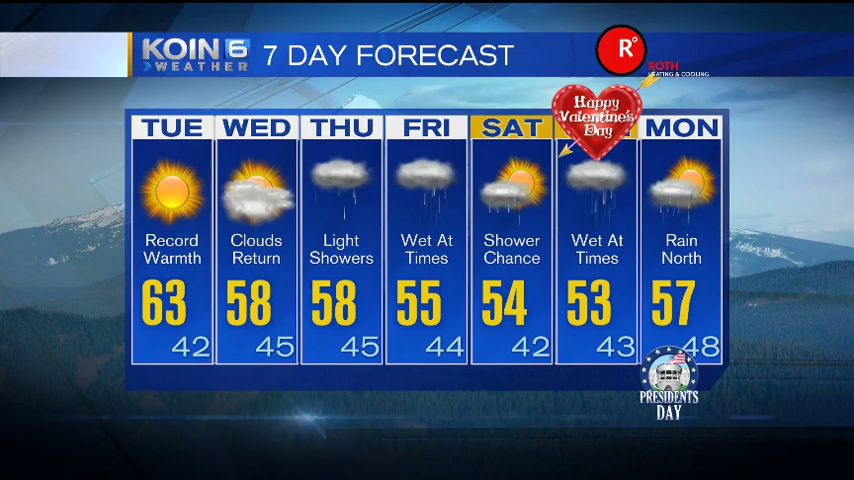 KOIN 6
WEATHER
7 DAY FORECAST
R°
ROTH
HEATING & COOLING
Happy
Valentine's
Day
TUE WED THU FRI SAT MON
Record Warmth
Clouds Return
Light Showers
Wet At Times
Shower Chance
Wet At Times
Rain North
63 58 58 55 54 53 57
42 45 45 44 42 43 48
PRESIDENTS
DAY